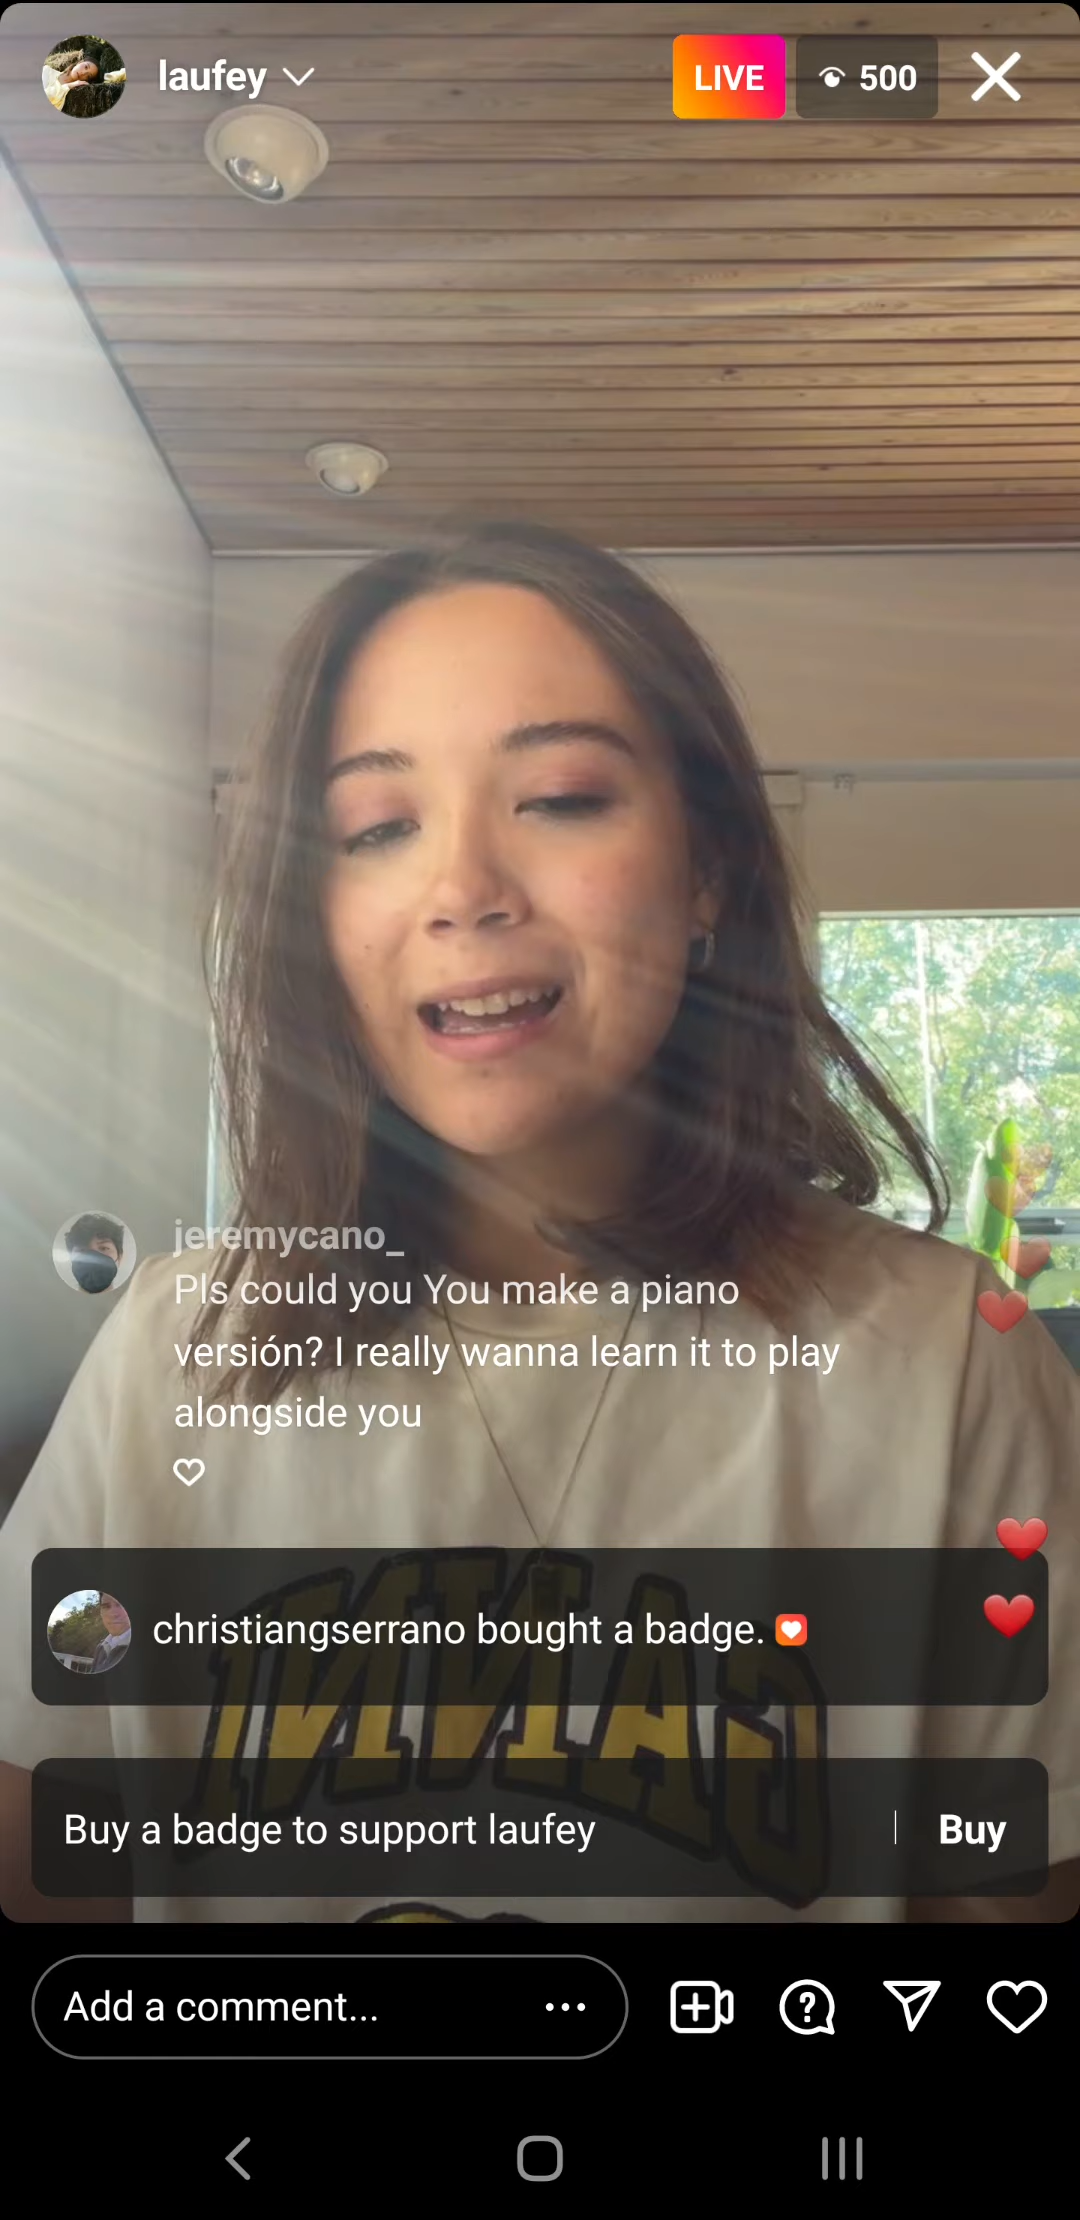 laufey
LIVE
500
jeremycano_
Pls could you You make a piano
versión? I really wanna learn it to play
alongside you
christiangserrano bought a badge.
GANNI
Buy a badge to support laufey
Buy
Add a comment...